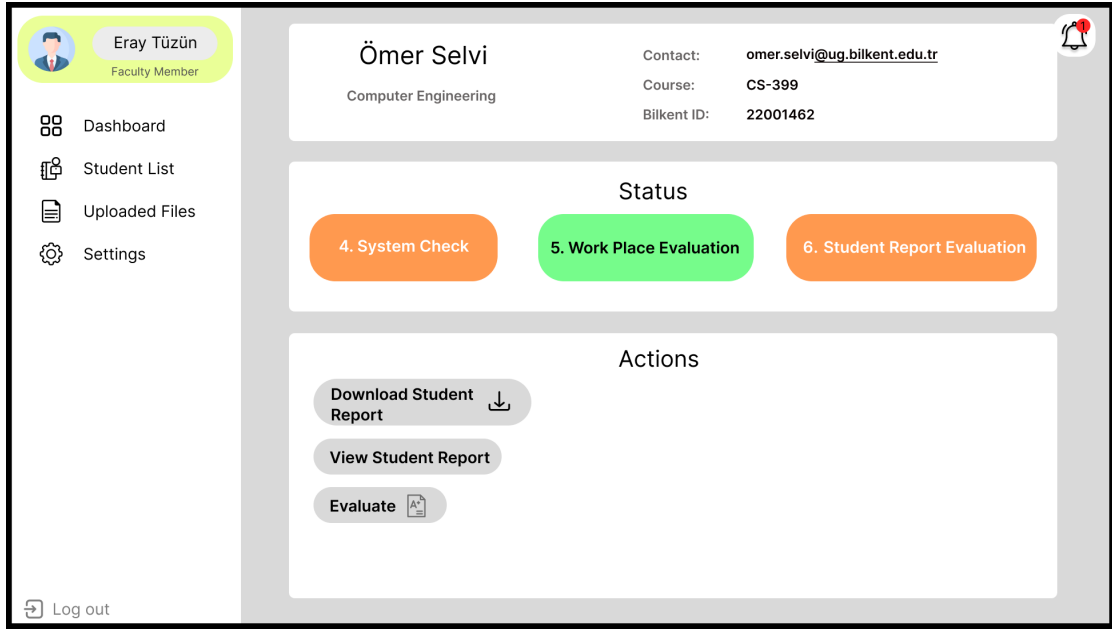 Eray Tüzün
Faculty Member
Dashboard
Student List
Uploaded Files
Settings
Log out
1
Ömer Selvi
Computer Engineering
Contact: omer.selvi@ug.bilkent.edu.tr
Course: CS-399
Bilkent ID: 22001462
Status
4. System Check
5. Work Place Evaluation
6. Student Report Evaluation
Actions
Download Student
Report
View Student Report
Evaluate A+